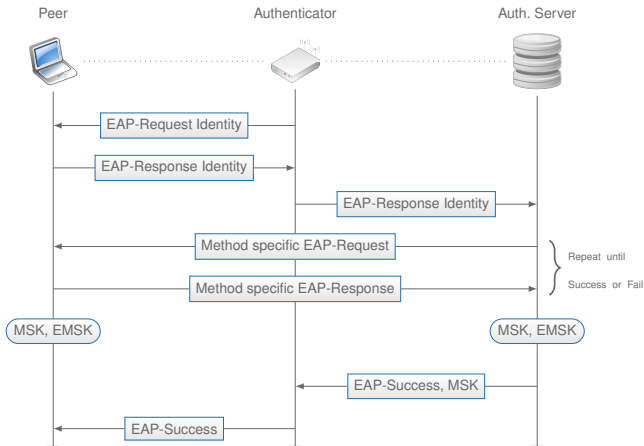 Peer
Authenticator
Auth. Server
EAP-Request Identity
EAP-Response Identity
EAP-Response Identity
Method specific EAP-Request
Repeat until
Success or Fail
Method specific EAP-Response
MSK, EMSK
MSK, EMSK
EAP-Success, MSK
EAP-Success